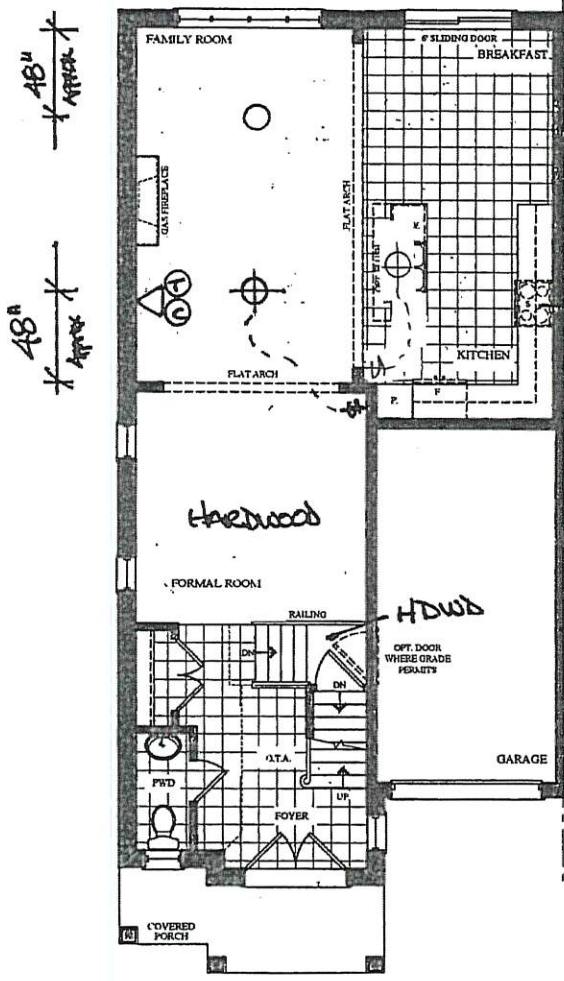 FAMILY ROOM
6' SLIDING DOOR
BREAKFAST
48"
APPROX
GAS FIREPLACE
FLAT ARCH
48"
APPROX
KITCHEN
FLAT ARCH
P.
F
HARDWOOD
FORMAL ROOM
RAILING
HDWD
DN
OPT. DOOR
WHERE GRADE
PERMITS
DN
O.T.A.
GARAGE
PWD
UP
FOYER
COVERED
PORCH